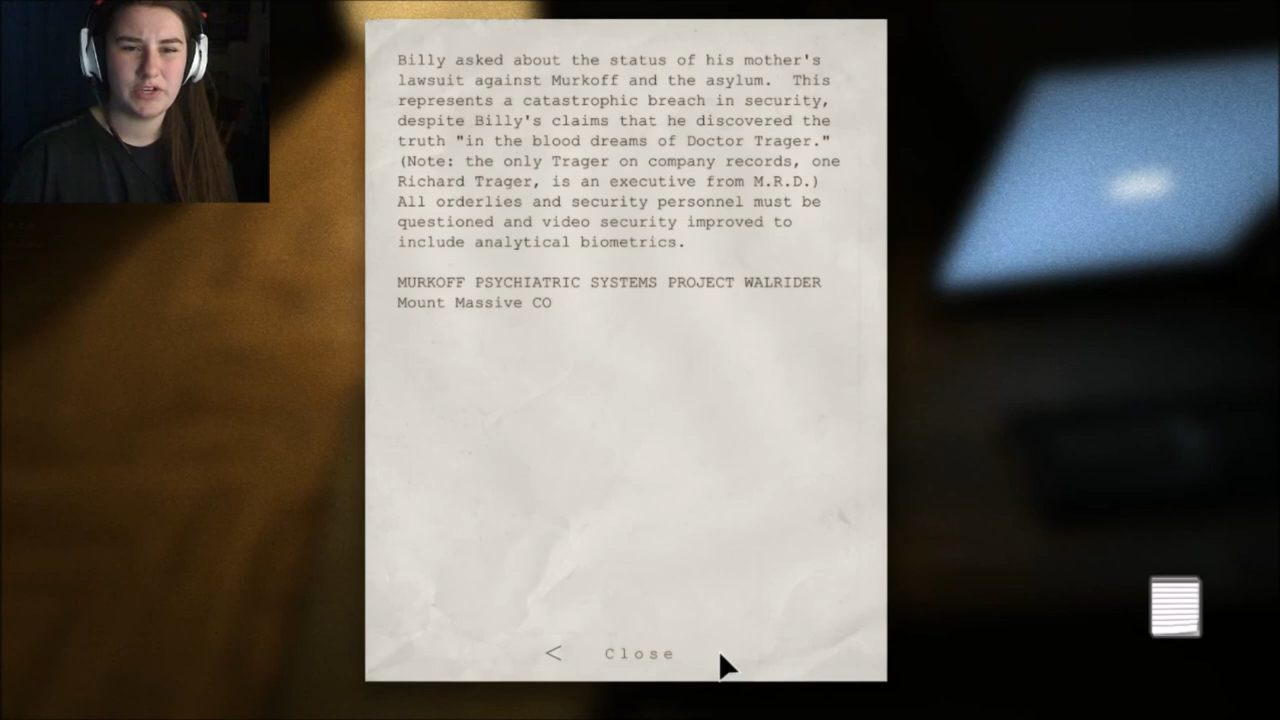 Billy asked about the status of his mother's
lawsuit against Murkoff and the asylum.  This
represents a catastrophic breach in security,
despite Billy's claims that he discovered the
truth "in the blood dreams of Doctor Trager."
(Note: the only Trager on company records, one
Richard Trager, is an executive from M.R.D.)
All orderlies and security personnel must be
questioned and video security improved to
include analytical biometrics.
MURKOFF PSYCHIATRIC SYSTEMS PROJECT WALRIDER
Mount Massive CO
< Close